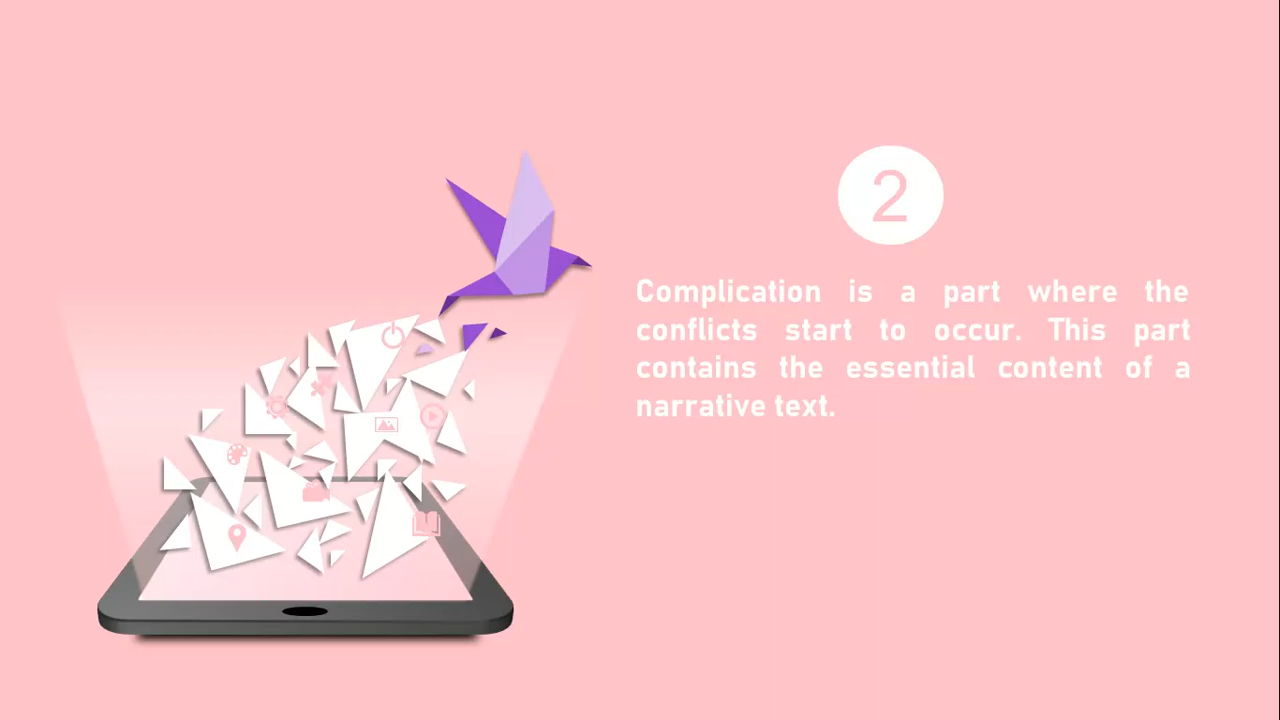 2
Complication is a part where the
conflicts start to occur. This part
contains the essential content of a
narrative text.